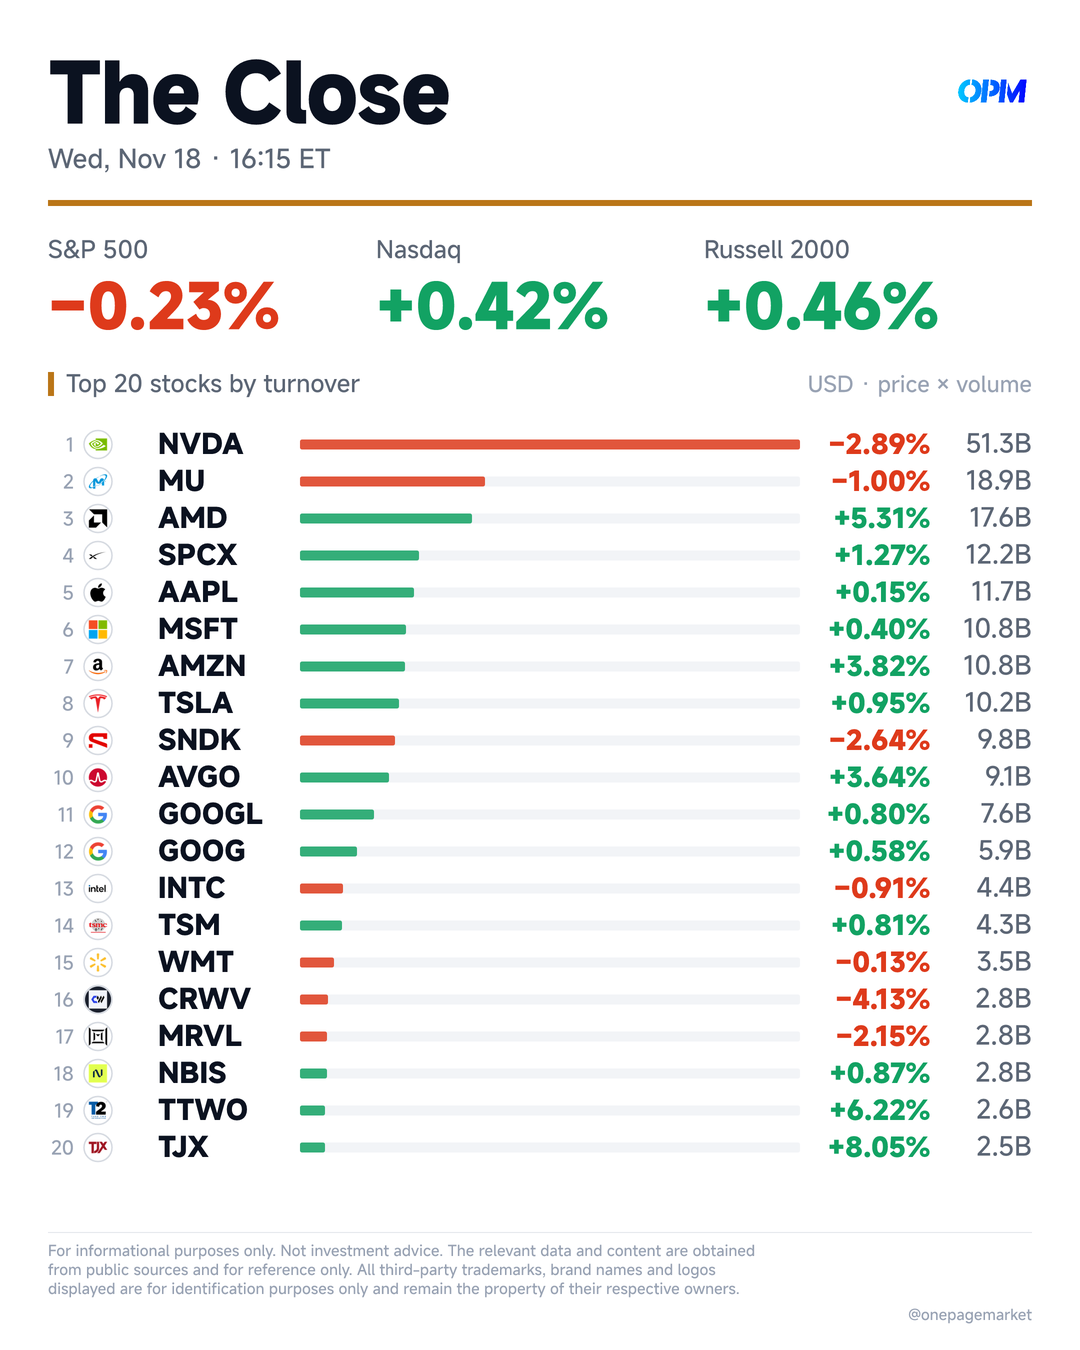 The Close
OPM
Wed, Nov 18 · 16:15 ET
S&P 500 Nasdaq Russell 2000
−0.23% +0.42% +0.46%
Top 20 stocks by turnover USD · price × volume
1 NVDA −2.89% 51.3B
2 MU −1.00% 18.9B
3 AMD +5.31% 17.6B
4 SPCX +1.27% 12.2B
5 AAPL +0.15% 11.7B
6 MSFT +0.40% 10.8B
7 a AMZN +3.82% 10.8B
8 TSLA +0.95% 10.2B
9 SNDK −2.64% 9.8B
10 AVGO +3.64% 9.1B
11 G GOOGL +0.80% 7.6B
12 G GOOG +0.58% 5.9B
13 intel INTC −0.91% 4.4B
14 tsmc TSM +0.81% 4.3B
15 WMT −0.13% 3.5B
16 CW CRWV −4.13% 2.8B
17 MRVL −2.15% 2.8B
18 N NBIS +0.87% 2.8B
19 T2 TTWO +6.22% 2.6B
20 TJX TJX +8.05% 2.5B
For informational purposes only. Not investment advice. The relevant data and content are obtained
from public sources and for reference only. All third-party trademarks, brand names and logos
displayed are for identification purposes only and remain the property of their respective owners.
@onepagemarket